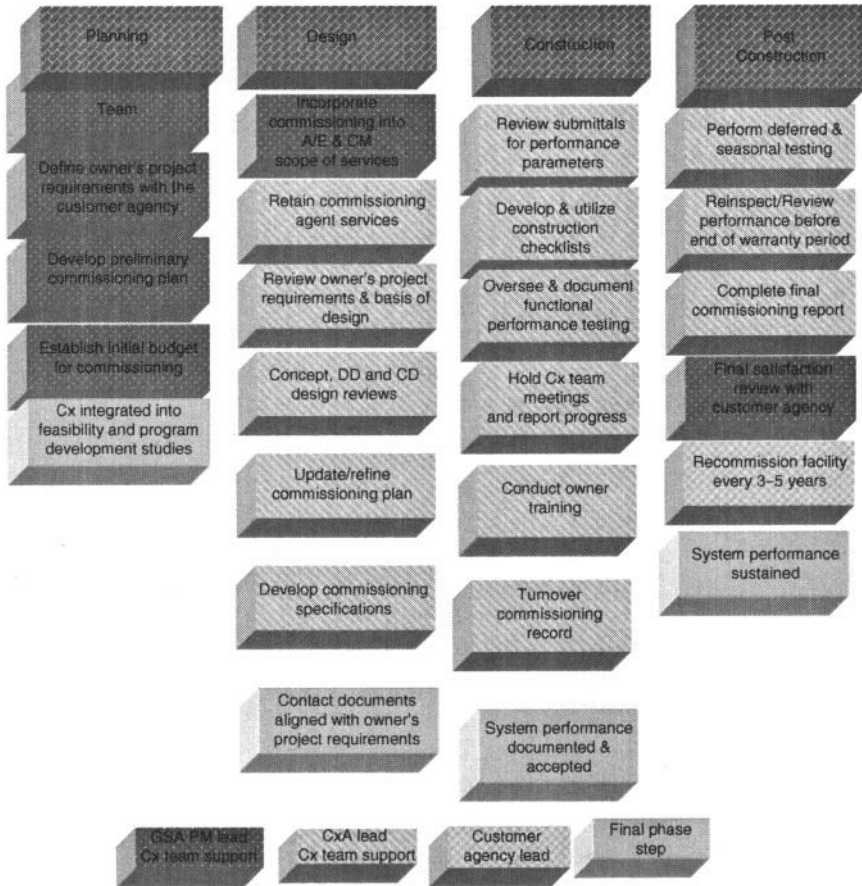 Planning
Team
Define owner's project
requirements with the
customer agency
Develop preliminary
commissioning plan
Establish initial budget
for commissioning
Cx integrated into
feasibility and program
development studies
Design
Incorporate
commissioning into
A/E & CM
scope of services
Retain commissioning
agent services
Review owner's project
requirements & basis of
design
Concept, DD and CD
design reviews
Update/refine
commissioning plan
Develop commissioning
specifications
Contact documents
aligned with owner's
project requirements
Construction
Review submittals
for performance
parameters
Develop & utilize
construction
checklists
Oversee & document
functional
performance testing
Hold Cx team
meetings
and report progress
Conduct owner
training
Turnover
commissioning
record
System performance
documented &
accepted
Post
Construction
Perform deferred &
seasonal testing
Reinspect/Review
performance before
end of warranty period
Complete final
commissioning report
Final satisfaction
review with
customer agency
Recommission facility
every 3–5 years
System performance
sustained
GSA PM lead
Cx team support
CxA lead
Cx team support
Customer
agency lead
Final phase
step